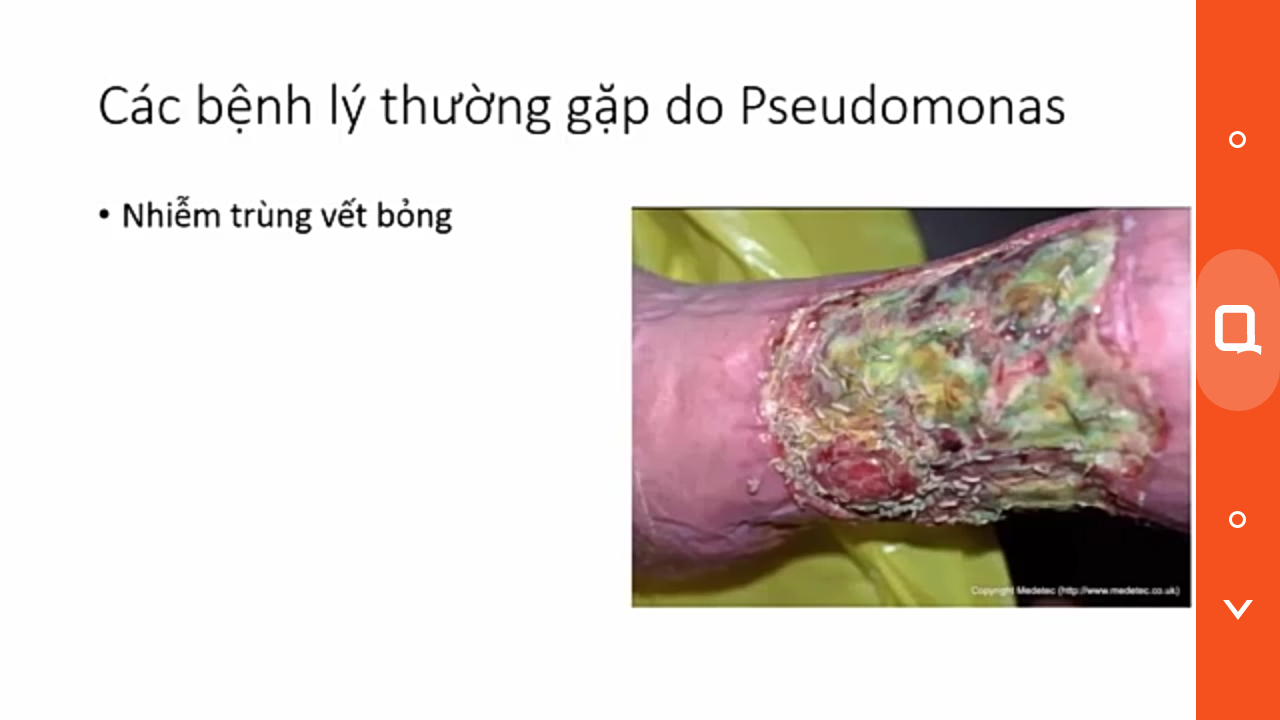 Các bệnh lý thường gặp do Pseudomonas
• Nhiễm trùng vết bỏng
Copyright Medetec (http://www.medetec.co.uk)